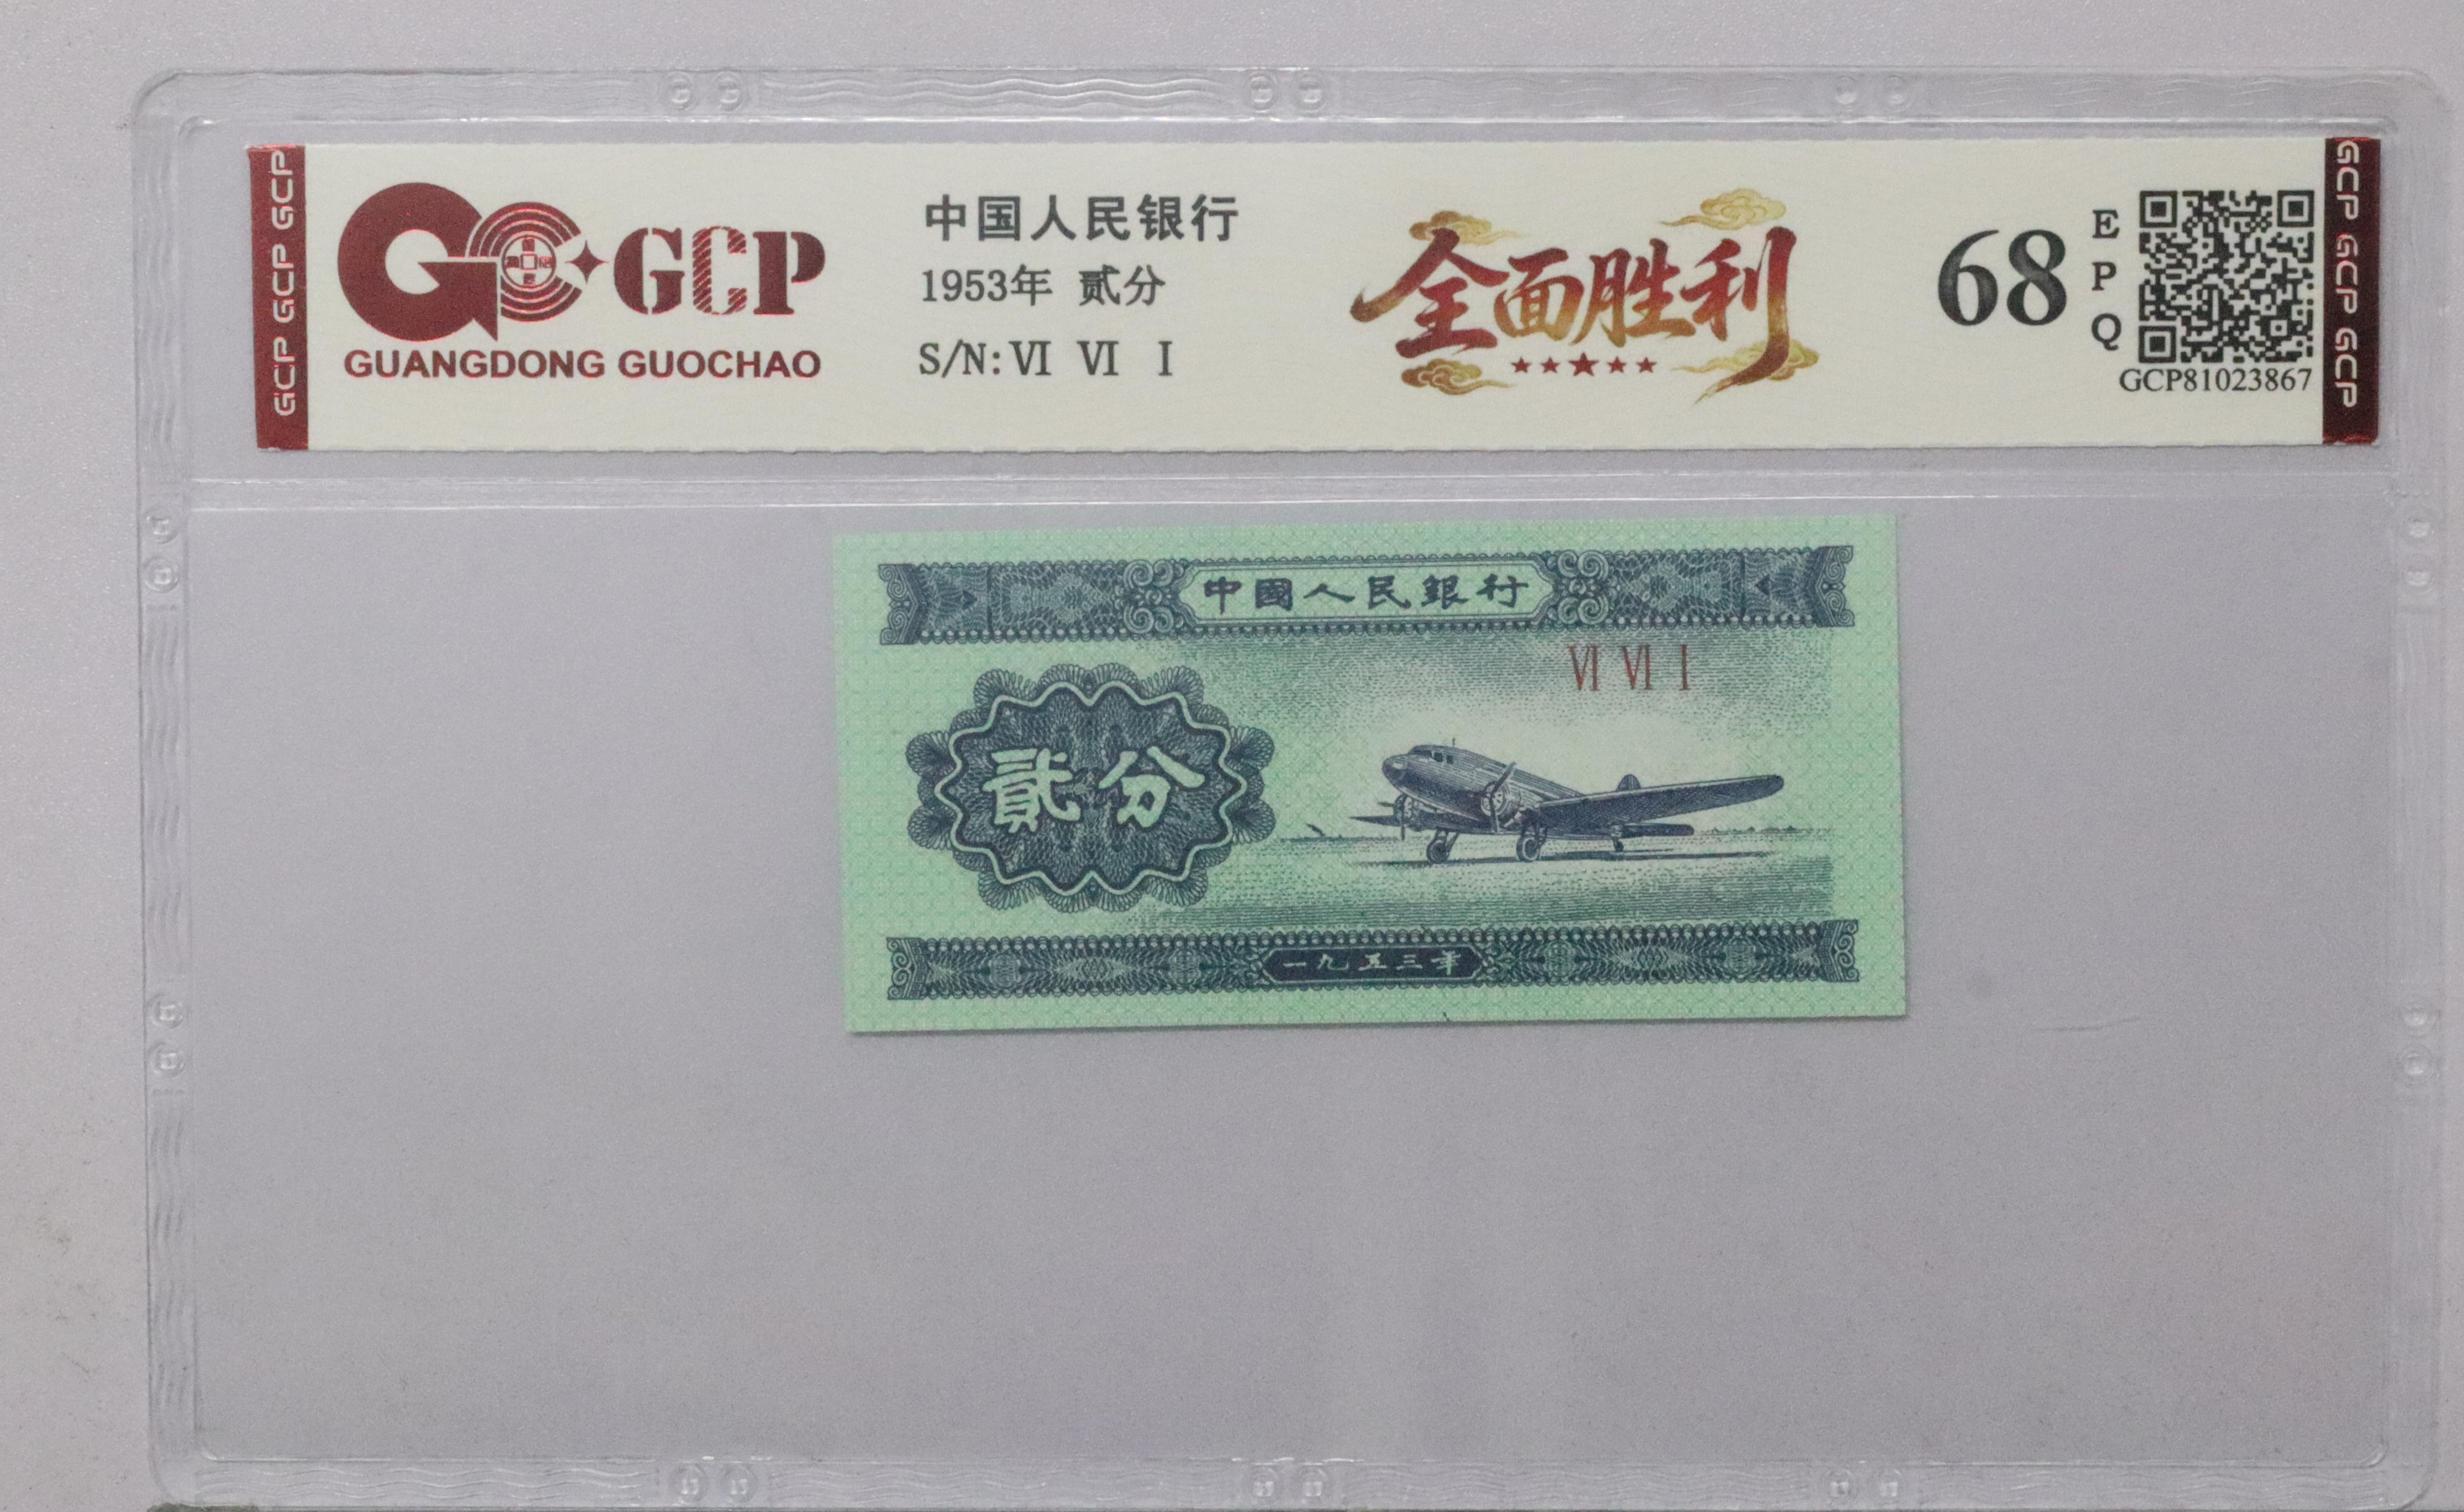 GCP GCP GCP
GCP
GUANGDONG GUOCHAO
中国人民银行
1953年 贰分
S/N: VI VI I
全面胜利
68
E
P
Q
GCP81023867
GCP GCP GCP
中國人民銀行
VI VI I
貳分
一九五三年